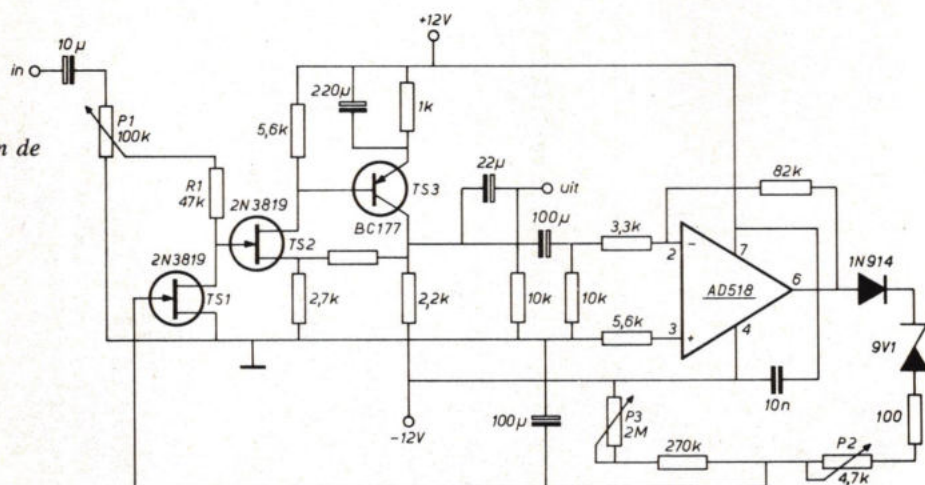 +12V
10 µ
in
P1
100k
n de
R1
47k
2N3819
TS2
2N3819
TS1
220µ
5,6k
1k
TS3
BC177
2,7k
2,2k
22µ
uit
100µ
10k
10k
3,3k
5,6k
82k
2
-
3
+
AD518
7
6
4
1N914
9V1
100
10n
-12V
100µ
P3
2M
270k
P2
4,7k